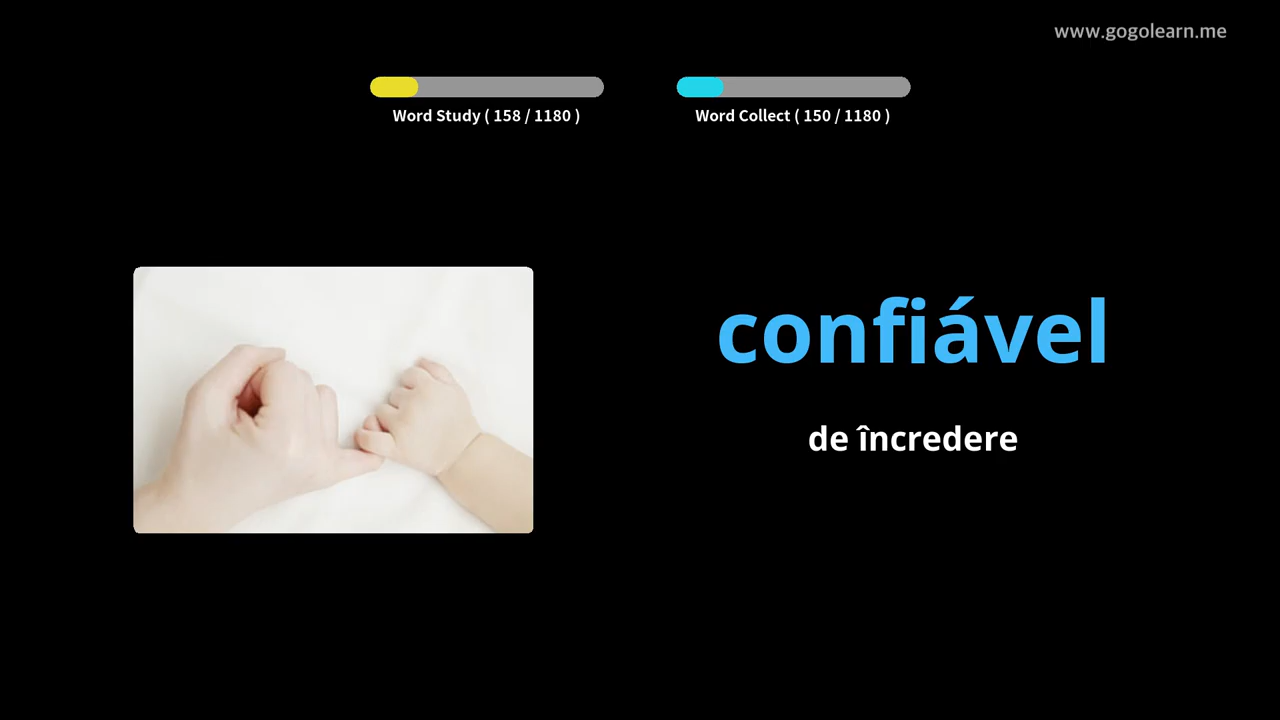 www.gogolearn.me
Word Study ( 158 / 1180 )
Word Collect ( 150 / 1180 )
confiável
de încredere